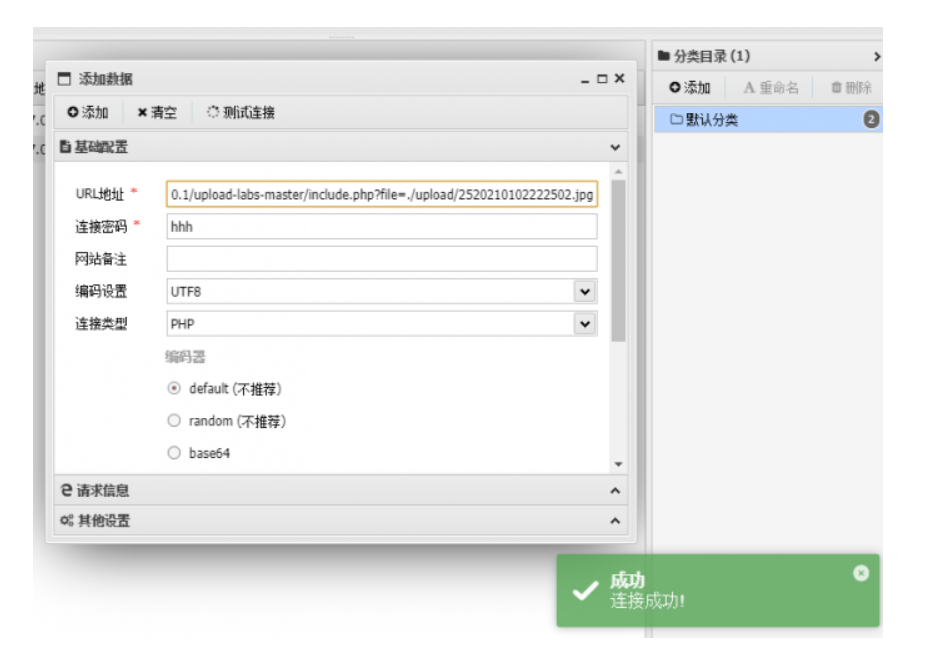 分类目录 (1)
添加数据
地
添加 重命名 删除
添加 清空 测试连接
7.0
默认分类 2
7.0
基础配置
URL地址 *
0.1/upload-labs-master/include.php?file=./upload/2520210102222502.jpg
连接密码 *
hhh
网站备注
编码设置
UTF8
连接类型
PHP
编码器
default (不推荐)
random (不推荐)
base64
请求信息
其他设置
成功
连接成功!